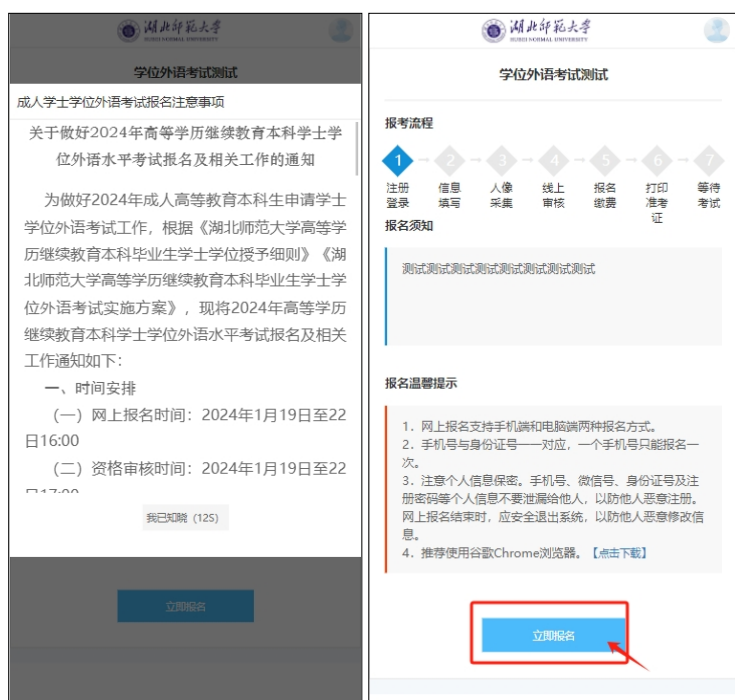 湖北师范大学
HUBEI NORMAL UNIVERSITY
学位外语考试测试
成人学士学位外语考试报名注意事项
关于做好2024年高等学历继续教育本科学士学
位外语水平考试报名及相关工作的通知
为做好2024年成人高等教育本科生申请学士
学位外语考试工作，根据《湖北师范大学高等学
历继续教育本科毕业生学士学位授予细则》《湖
北师范大学高等学历继续教育本科毕业生学士学
位外语考试实施方案》，现将2024年高等学历
继续教育本科学士学位外语水平考试报名及相关
工作通知如下：
一、时间安排
（一）网上报名时间：2024年1月19日至22
日16:00
（二）资格审核时间：2024年1月19日至22
日17:00
我已知晓（12S）
立即报名
湖北师范大学
HUBEI NORMAL UNIVERSITY
学位外语考试测试
报考流程
1 2 3 4 5 6 7
注册 信息 人像 线上 报名 打印 等待
登录 填写 采集 审核 缴费 准考 考试
证
报名须知
测试测试测试测试测试测试测试测试
报名温馨提示
1. 网上报名支持手机端和电脑端两种报名方式。
2. 手机号与身份证号一一对应，一个手机号只能报名一
次。
3. 注意个人信息保密。手机号、微信号、身份证号及注
册密码等个人信息不要泄漏给他人，以防他人恶意注册。
网上报名结束时，应安全退出系统，以防他人恶意修改信
息。
4. 推荐使用谷歌Chrome浏览器。【点击下载】
立即报名